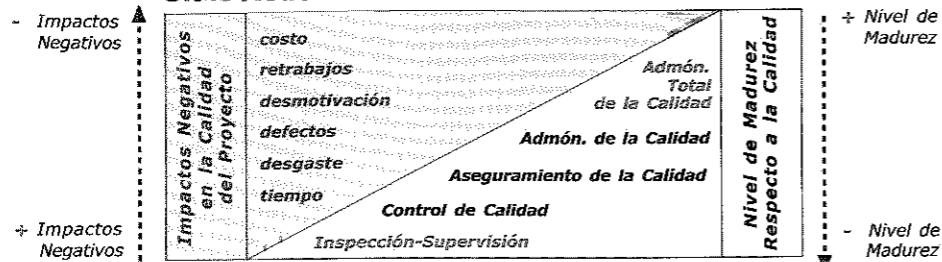 - Impactos
Negativos
÷ Impactos
Negativos
Impactos Negativos
en la Calidad
del Proyecto
costo
retrabajos
desmotivación
defectos
desgaste
tiempo
Admón.
Total
de la Calidad
Admón. de la Calidad
Aseguramiento de la Calidad
Control de Calidad
Inspección-Supervisión
Nivel de Madurez
Respecto a la Calidad
÷ Nivel de
Madurez
- Nivel de
Madurez